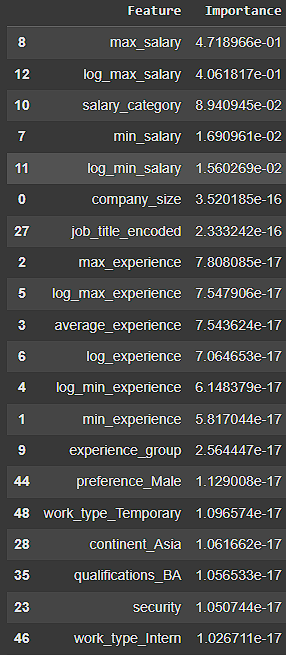 Feature Importance
8 max_salary 4.718966e-01
12 log_max_salary 4.061817e-01
10 salary_category 8.940945e-02
7 min_salary 1.690961e-02
11 log_min_salary 1.560269e-02
0 company_size 3.520185e-16
27 job_title_encoded 2.333242e-16
2 max_experience 7.808085e-17
5 log_max_experience 7.547906e-17
3 average_experience 7.543624e-17
6 log_experience 7.064653e-17
4 log_min_experience 6.148379e-17
1 min_experience 5.817044e-17
9 experience_group 2.564447e-17
44 preference_Male 1.129008e-17
48 work_type_Temporary 1.096574e-17
28 continent_Asia 1.061662e-17
35 qualifications_BA 1.056533e-17
23 security 1.050744e-17
46 work_type_Intern 1.026711e-17